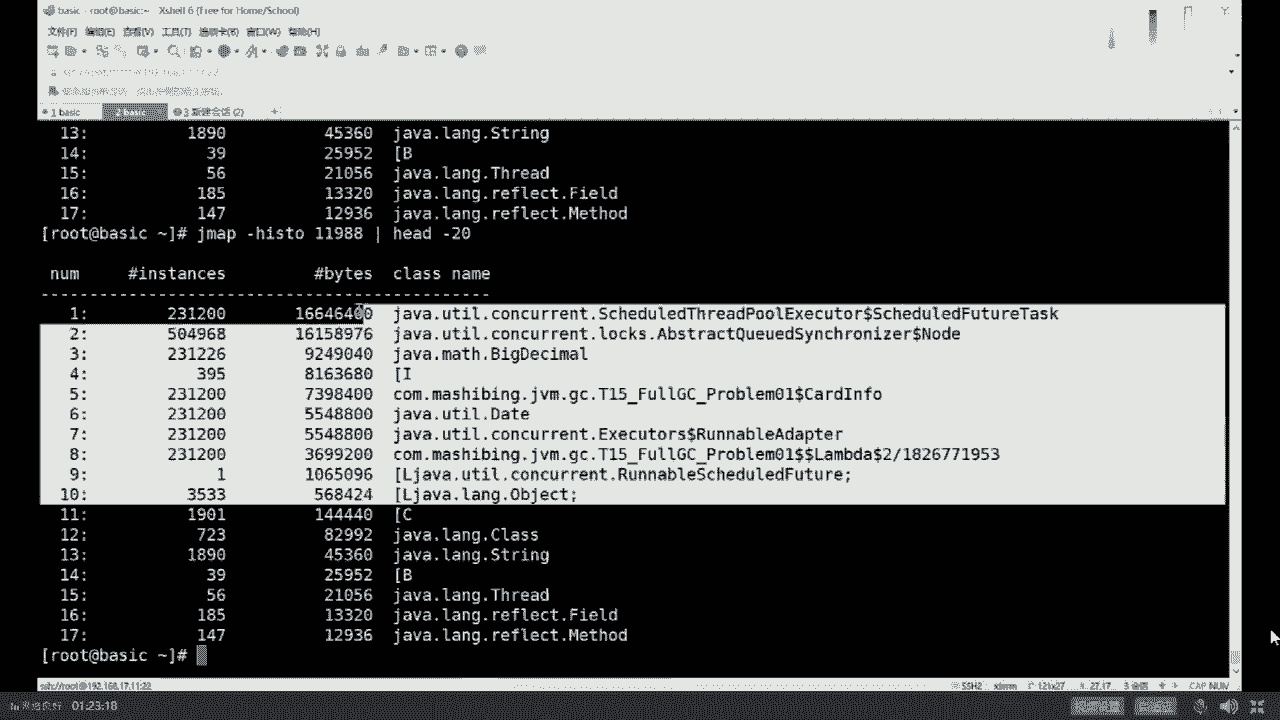 basic - root@basic:~ - Xshell 6 (Free for Home/School)
文件(F) 编辑(E) 查看(V) 工具(T) 选项卡(B) 窗口(W) 帮助(H)
1 basic 2 basic 3 新建会话 (2) +
13: 1890 45360 java.lang.String
14: 39 25952 [B
15: 56 21056 java.lang.Thread
16: 185 13320 java.lang.reflect.Field
17: 147 12936 java.lang.reflect.Method
[root@basic ~]# jmap -histo 11988 | head -20
num #instances #bytes class name
----------------------------------------------
1: 231200 16646400 java.util.concurrent.ScheduledThreadPoolExecutor$ScheduledFutureTask
2: 504968 16158976 java.util.concurrent.locks.AbstractQueuedSynchronizer$Node
3: 231226 9249040 java.math.BigDecimal
4: 395 8163680 [I
5: 231200 7398400 com.mashibing.jvm.gc.T15_FullGC_Problem01$CardInfo
6: 231200 5548800 java.util.Date
7: 231200 5548800 java.util.concurrent.Executors$RunnableAdapter
8: 231200 3699200 com.mashibing.jvm.gc.T15_FullGC_Problem01$$Lambda$2/1826771953
9: 1 1065096 [Ljava.util.concurrent.RunnableScheduledFuture;
10: 3533 568424 [Ljava.lang.Object;
11: 1901 144440 [C
12: 723 82992 java.lang.Class
13: 1890 45360 java.lang.String
14: 39 25952 [B
15: 56 21056 java.lang.Thread
16: 185 13320 java.lang.reflect.Field
17: 147 12936 java.lang.reflect.Method
[root@basic ~]#
ssh://root@192.168.17.11:22 SSH2 xterm 121x27 27,17 3 会话 CAP NUM
01:23:18